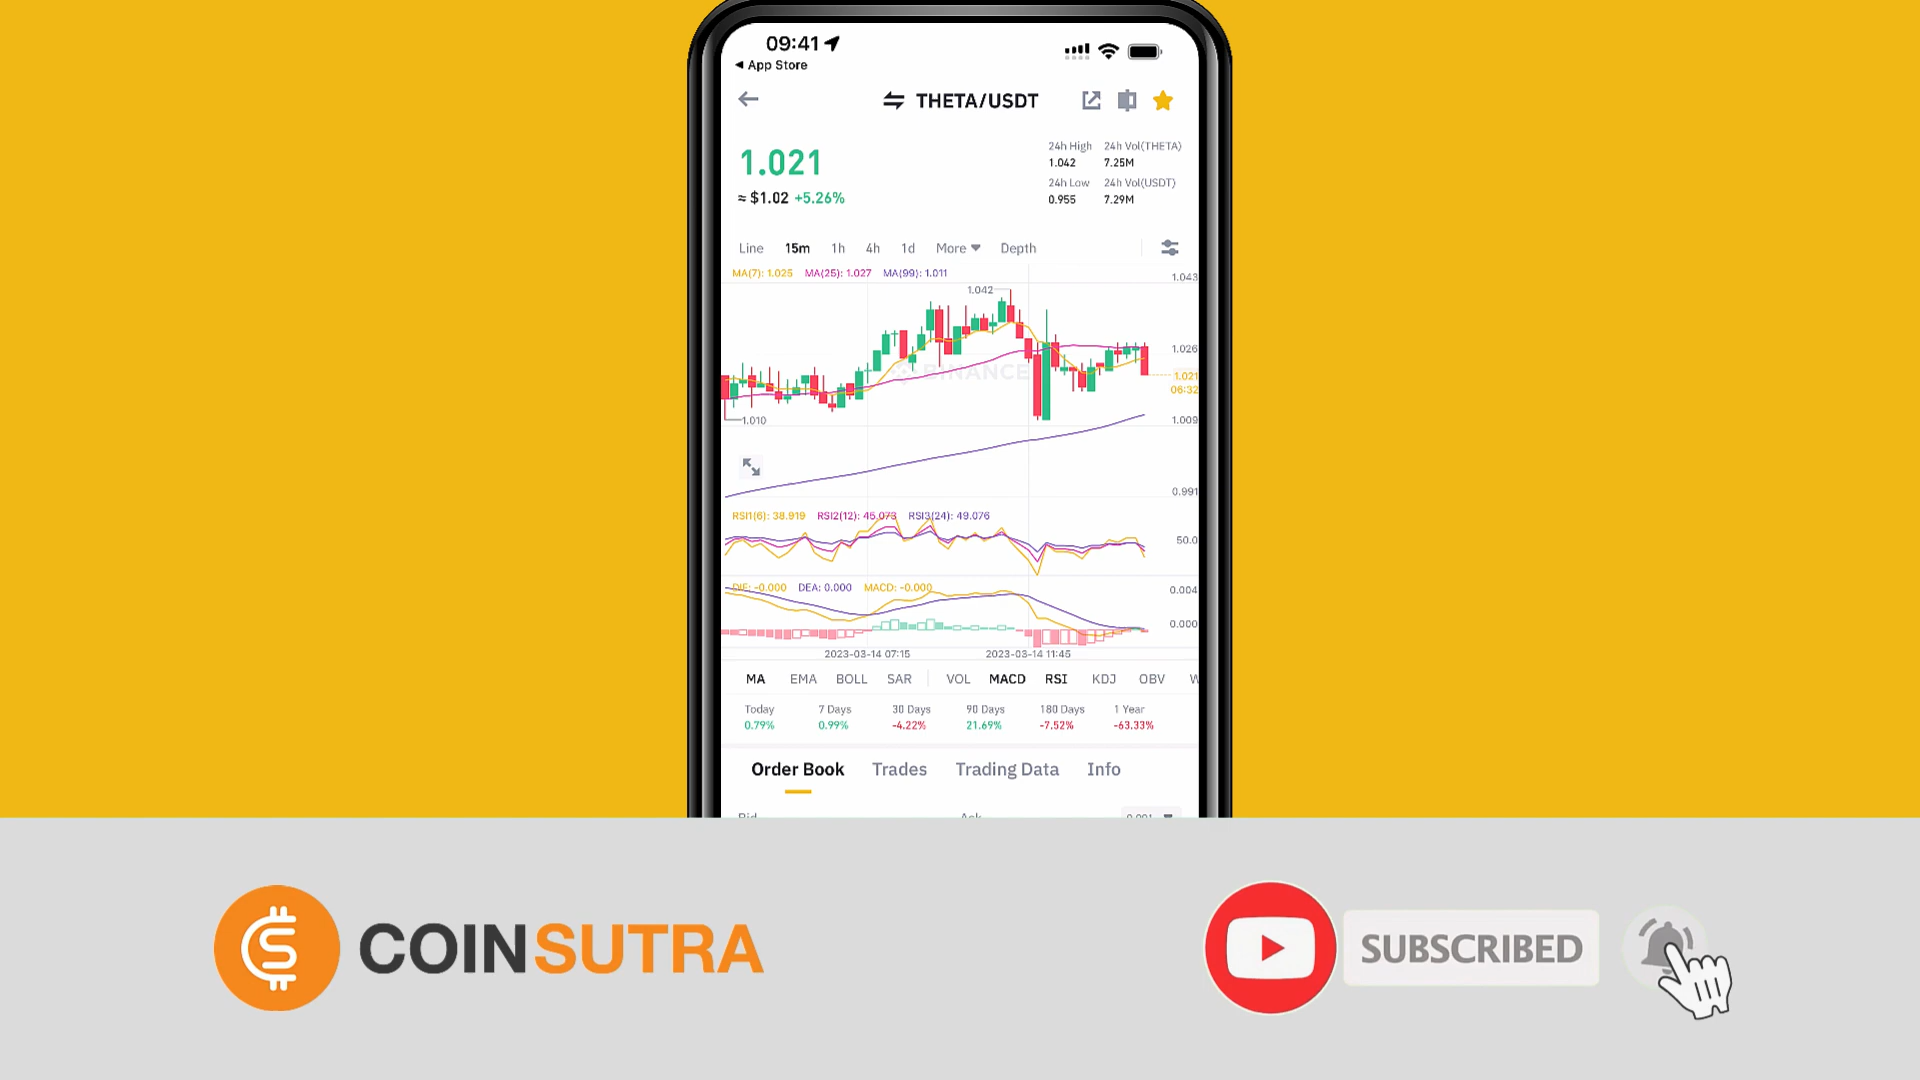 09:41
App Store
THETA/USDT
1.021
≈ $1.02 +5.26%
24h High 24h Vol(THETA)
1.042 7.25M
24h Low 24h Vol(USDT)
0.955 7.29M
Line 15m 1h 4h 1d More Depth
MA(7): 1.025 MA(25): 1.027 MA(99): 1.011
1.043
1.042
1.026
BINANCE
1.021
06:32
1.010
1.009
0.991
RSI1(6): 38.919 RSI2(12): 45.073 RSI3(24): 49.076
50.0
DIF: -0.000 DEA: 0.000 MACD: -0.000
0.004
0.000
2023-03-14 07:15 2023-03-14 11:45
MA EMA BOLL SAR VOL MACD RSI KDJ OBV W
Today 7 Days 30 Days 90 Days 180 Days 1 Year
0.79% 0.99% -4.22% 21.69% -7.52% -63.33%
Order Book Trades Trading Data Info
Bid Ask 0.001
COINSUTRA
SUBSCRIBED